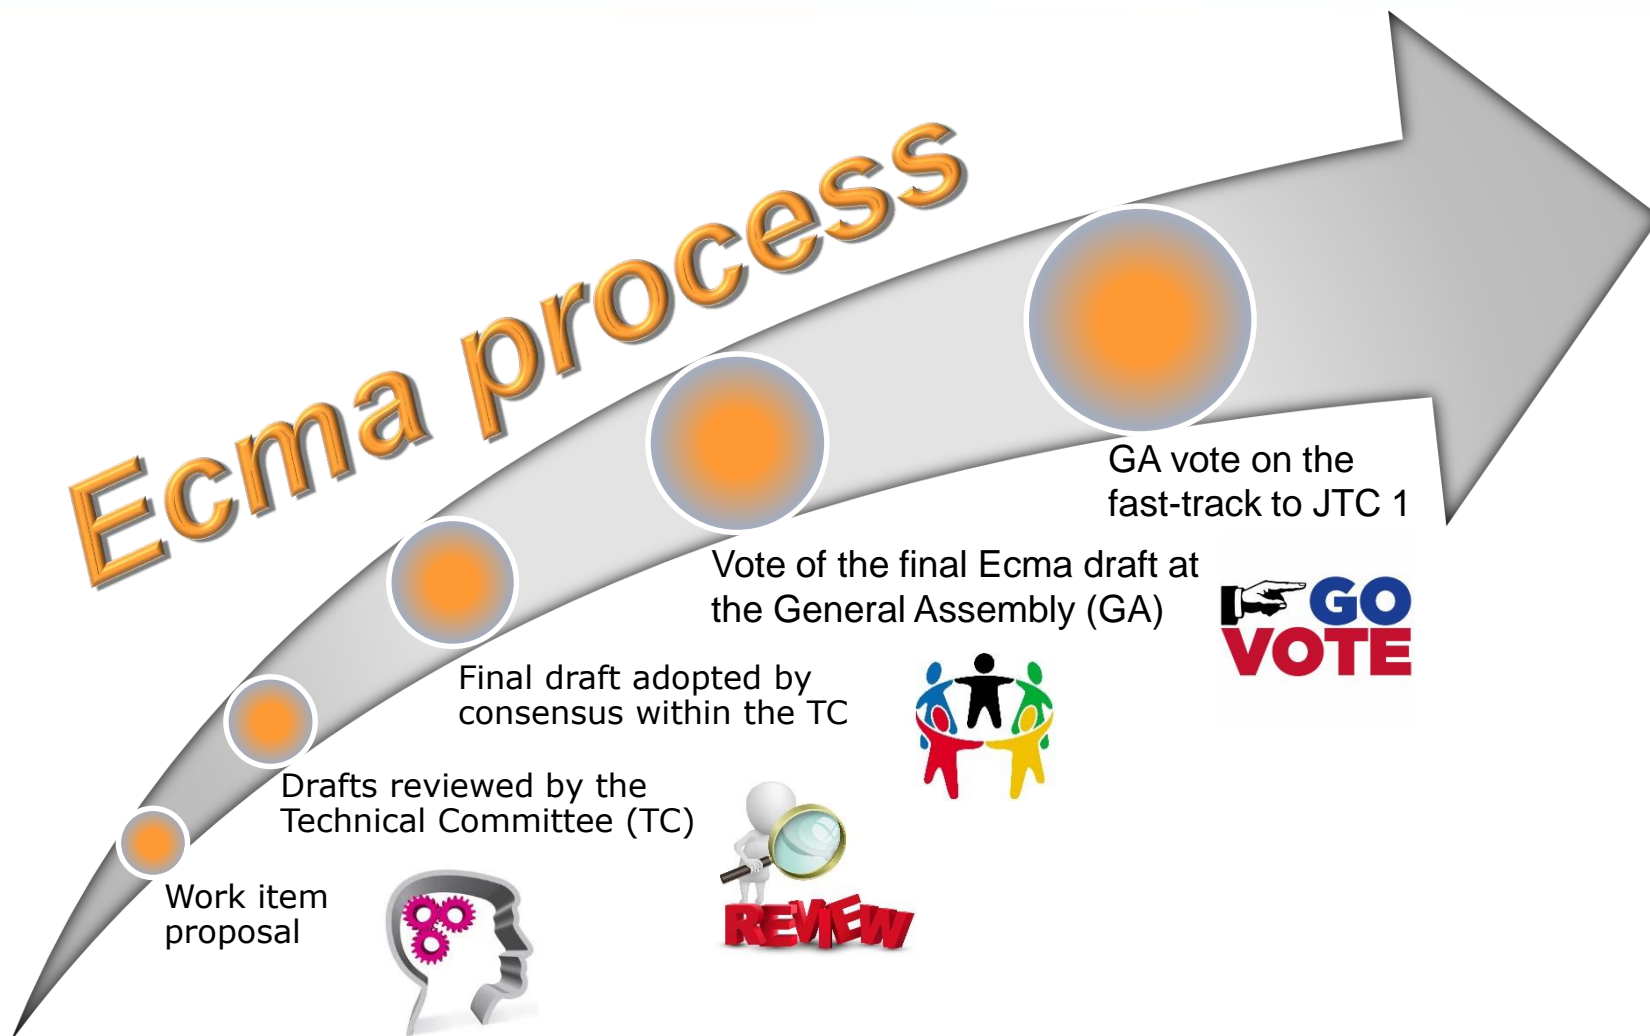 Ecma process
GA vote on the
fast-track to JTC 1
Vote of the final Ecma draft at
the General Assembly (GA)
GO
VOTE
Final draft adopted by
consensus within the TC
Drafts reviewed by the
Technical Committee (TC)
REVIEW
Work item
proposal